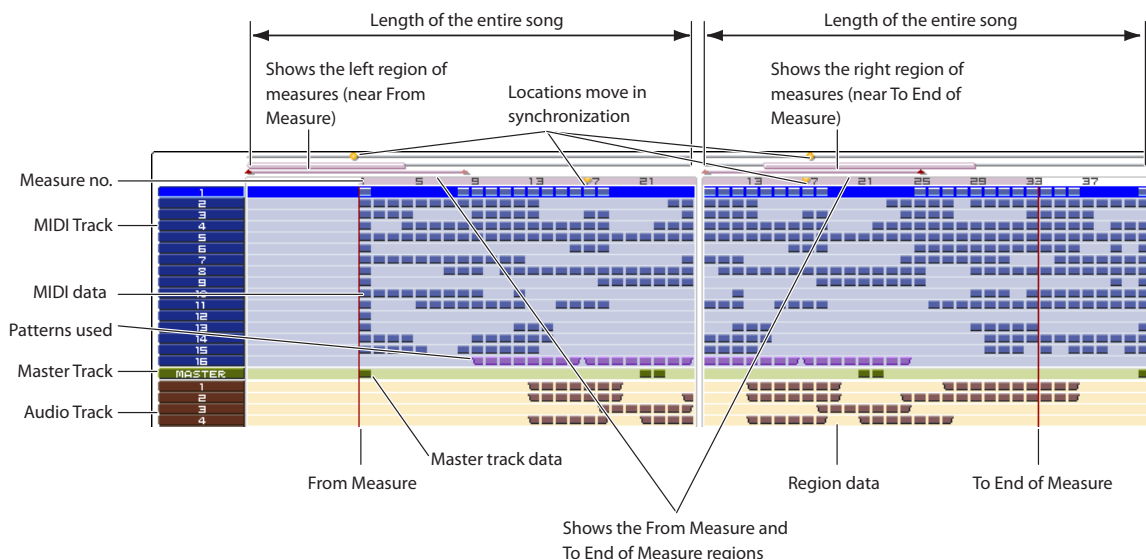 Length of the entire song
Length of the entire song
Shows the left region of
measures (near From
Measure)
Locations move in
synchronization
Shows the right region of
measures (near To End of
Measure)
Measure no.
5 9 13 17 21
13 17 21 25 29 33 37
MIDI Track
MIDI data
Patterns used
Master Track
Audio Track
1
2
3
4
5
6
7
8
9
10
11
12
13
14
15
16
MASTER
1
2
3
4
Master track data
From Measure
Region data
To End of Measure
Shows the From Measure and
To End of Measure regions